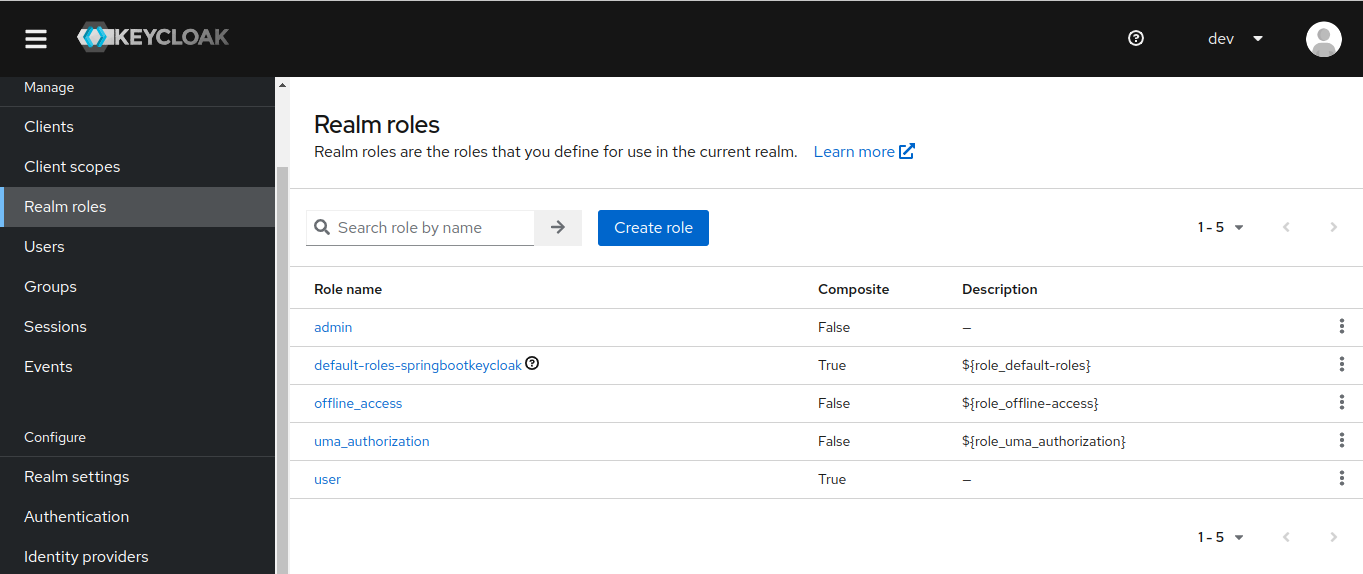 KEYCLOAK
dev
Manage
Clients
Client scopes
Realm roles
Users
Groups
Sessions
Events
Configure
Realm settings
Authentication
Identity providers
Realm roles
Realm roles are the roles that you define for use in the current realm. Learn more
Search role by name Create role 1 - 5
Role name Composite Description
admin False –
default-roles-springbootkeycloak True ${role_default-roles}
offline_access False ${role_offline-access}
uma_authorization False ${role_uma_authorization}
user True –
1 - 5